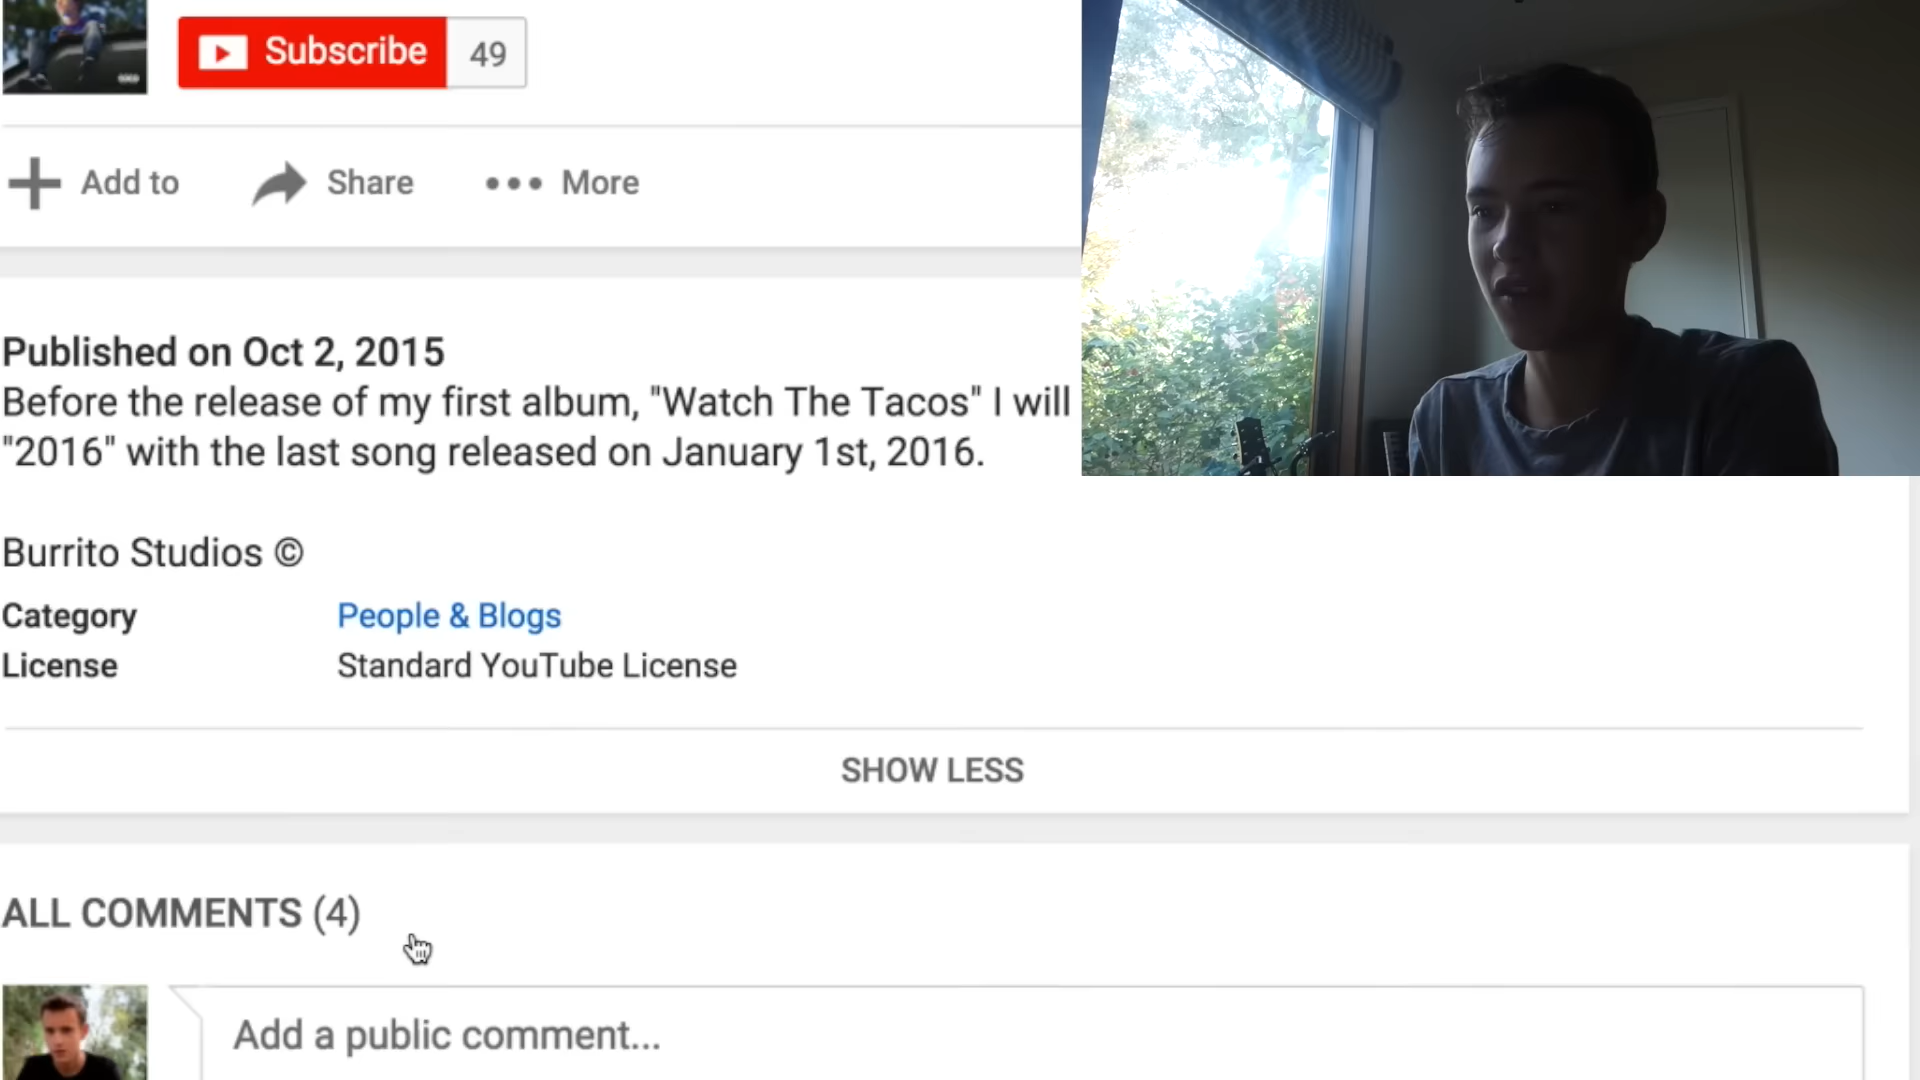 Subscribe 49
Add to Share More
Published on Oct 2, 2015
Before the release of my first album, "Watch The Tacos" I will
"2016" with the last song released on January 1st, 2016.
Burrito Studios ©
Category People & Blogs
License Standard YouTube License
SHOW LESS
ALL COMMENTS (4)
Add a public comment...